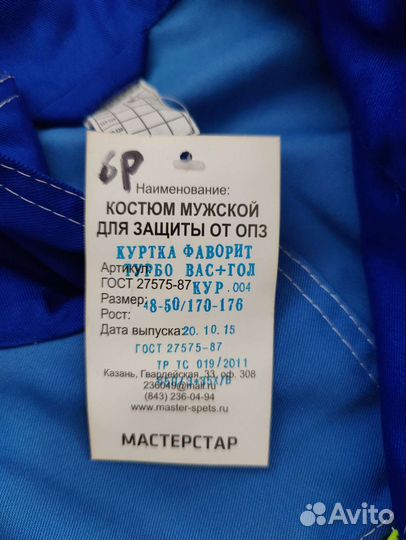 6Р
Наименование:
КОСТЮМ МУЖСКОЙ
ДЛЯ ЗАЩИТЫ ОТ ОПЗ
КУРТКА ФАВОРИТ
Артикул: ТУРБО ВАС+ГОЛ
ГОСТ 27575-87 КУР .004
Размер: 48-50/170-176
Рост:
Дата выпуска: 20.10.15
ГОСТ 27575-87
ТР ТС 019/2011
Казань, Гвардейская, 33, оф. 308
(843) 236-04-94
www.master-spets.ru
МАСТЕРСТАР
Avito